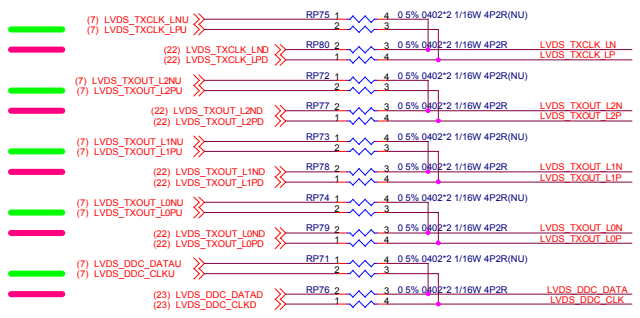 (7) LVDS_TXCLK_LNU RP75 1 4 0 5% 0402*2 1/16W 4P2R(NU)
(7) LVDS_TXCLK_LPU 2 3
(22) LVDS_TXCLK_LND RP80 2 3 0 5% 0402*2 1/16W 4P2R LVDS_TXCLK_LN
(22) LVDS_TXCLK_LPD 1 4 LVDS_TXCLK_LP
(7) LVDS_TXOUT_L2NU RP72 1 4 0 5% 0402*2 1/16W 4P2R(NU)
(7) LVDS_TXOUT_L2PU 2 3
(22) LVDS_TXOUT_L2ND RP77 2 3 0 5% 0402*2 1/16W 4P2R LVDS_TXOUT_L2N
(22) LVDS_TXOUT_L2PD 1 4 LVDS_TXOUT_L2P
(7) LVDS_TXOUT_L1NU RP73 1 4 0 5% 0402*2 1/16W 4P2R(NU)
(7) LVDS_TXOUT_L1PU 2 3
(22) LVDS_TXOUT_L1ND RP78 2 3 0 5% 0402*2 1/16W 4P2R LVDS_TXOUT_L1N
(22) LVDS_TXOUT_L1PD 1 4 LVDS_TXOUT_L1P
(7) LVDS_TXOUT_L0NU RP74 1 4 0 5% 0402*2 1/16W 4P2R(NU)
(7) LVDS_TXOUT_L0PU 2 3
(22) LVDS_TXOUT_L0ND RP79 2 3 0 5% 0402*2 1/16W 4P2R LVDS_TXOUT_L0N
(22) LVDS_TXOUT_L0PD 1 4 LVDS_TXOUT_L0P
(7) LVDS_DDC_DATAU RP71 1 4 0 5% 0402*2 1/16W 4P2R(NU)
(7) LVDS_DDC_CLKU 2 3
(23) LVDS_DDC_DATAD RP76 2 3 0 5% 0402*2 1/16W 4P2R LVDS_DDC_DATA
(23) LVDS_DDC_CLKD 1 4 LVDS_DDC_CLK